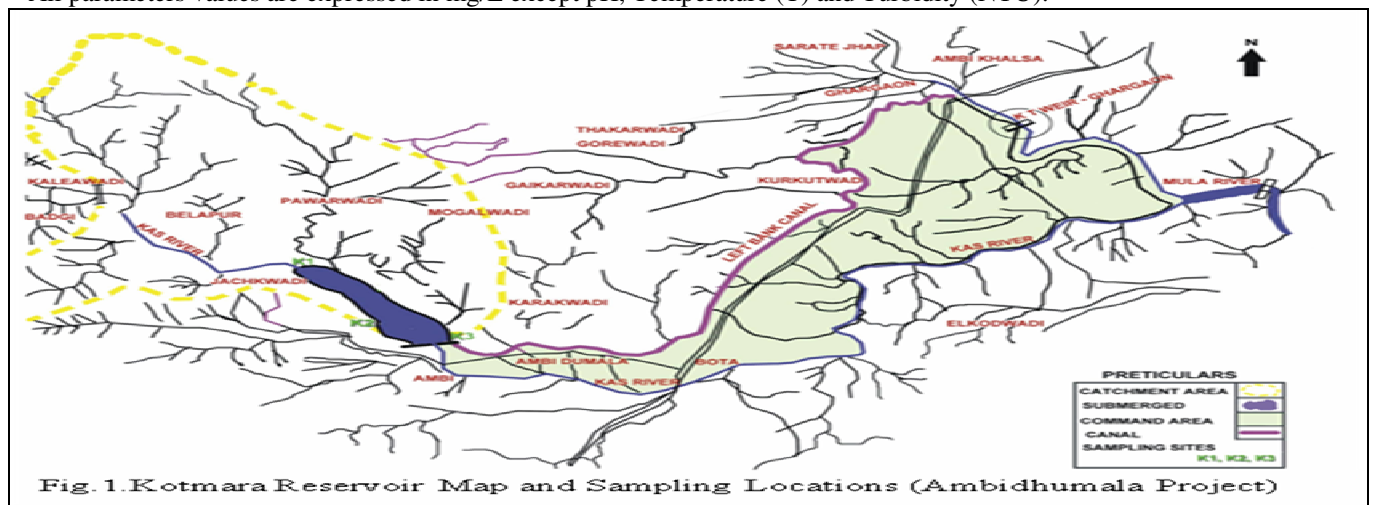 All parameters values are expressed in mg/L except pH, Temperature (T) and Turbidity (NTU).
SARATE JHAP
AMBI KHALSA
N
GHARGAON
K T WEIR - GHARGAON
THAKARWADI
GOREWADI
KALEAWADI
GAIKARWADI
KURKUTWAD
MULA RIVER
PAWARWADI
BADGI
BELAPUR
MOGALWADI
KAS RIVER
LEFT BANK CANAL
KAS RIVER
K1
JACHKWADI
KARAKWADI
K2
K3
ELKODWADI
AMBI DUMALA
BOTA
AMBI
KAS RIVER
PRETICULARS
CATCHMENT AREA
SUBMERGED
COMMAND AREA
CANAL
SAMPLING SITES
K1, K2, K3
Fig.1.Kotmara Reservoir Map and Sampling Locations (Ambidhumala Project)